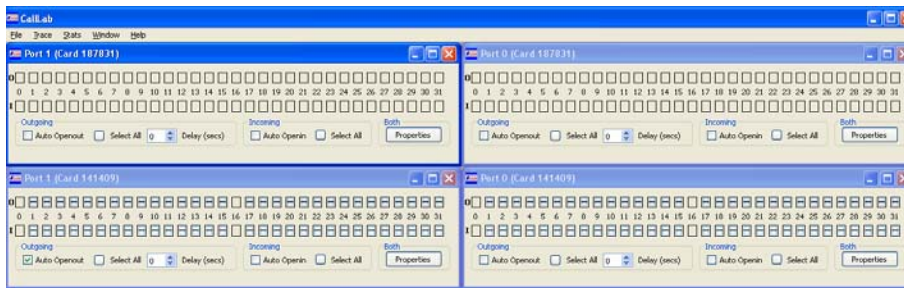 CallLab
File Trace Stats Window Help
Port 1 (Card 187831)
O
0 1 2 3 4 5 6 7 8 9 10 11 12 13 14 15 16 17 18 19 20 21 22 23 24 25 26 27 28 29 30 31
I
Outgoing Incoming Both
Auto Openout Select All 0 Delay (secs) Auto Openin Select All Properties
Port 0 (Card 187831)
O
0 1 2 3 4 5 6 7 8 9 10 11 12 13 14 15 16 17 18 19 20 21 22 23 24 25 26 27 28 29 30 31
I
Outgoing Incoming Both
Auto Openout Select All 0 Delay (secs) Auto Openin Select All Properties
Port 1 (Card 141409)
O
0 1 2 3 4 5 6 7 8 9 10 11 12 13 14 15 16 17 18 19 20 21 22 23 24 25 26 27 28 29 30 31
I
Outgoing Incoming Both
Auto Openout Select All 0 Delay (secs) Auto Openin Select All Properties
Port 0 (Card 141409)
O
0 1 2 3 4 5 6 7 8 9 10 11 12 13 14 15 16 17 18 19 20 21 22 23 24 25 26 27 28 29 30 31
I
Outgoing Incoming Both
Auto Openout Select All 0 Delay (secs) Auto Openin Select All Properties